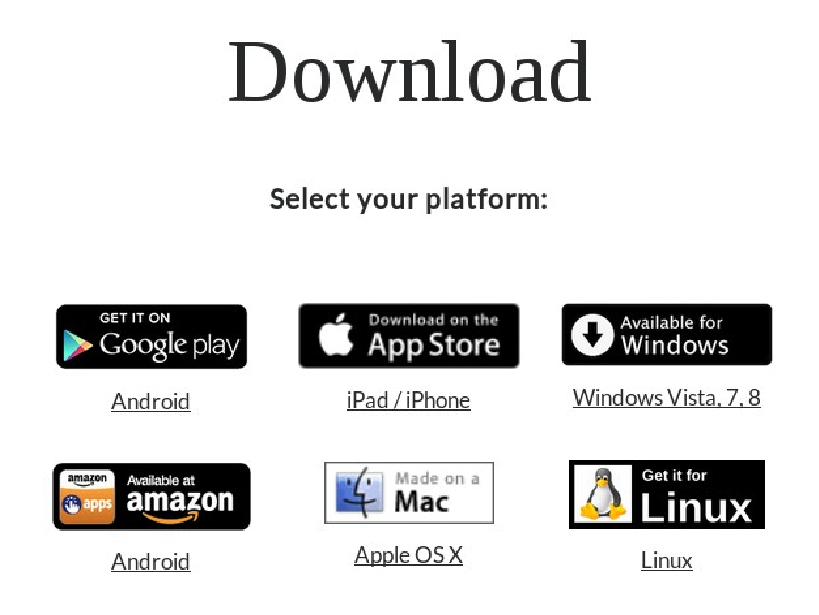 Download
Select your platform:
GET IT ON
Google play
Download on the
App Store
Available for
Windows
Android
iPad / iPhone
Windows Vista, 7, 8
amazon
apps
Available at
amazon
Made on a
Mac
Get it for
Linux
Android
Apple OS X
Linux